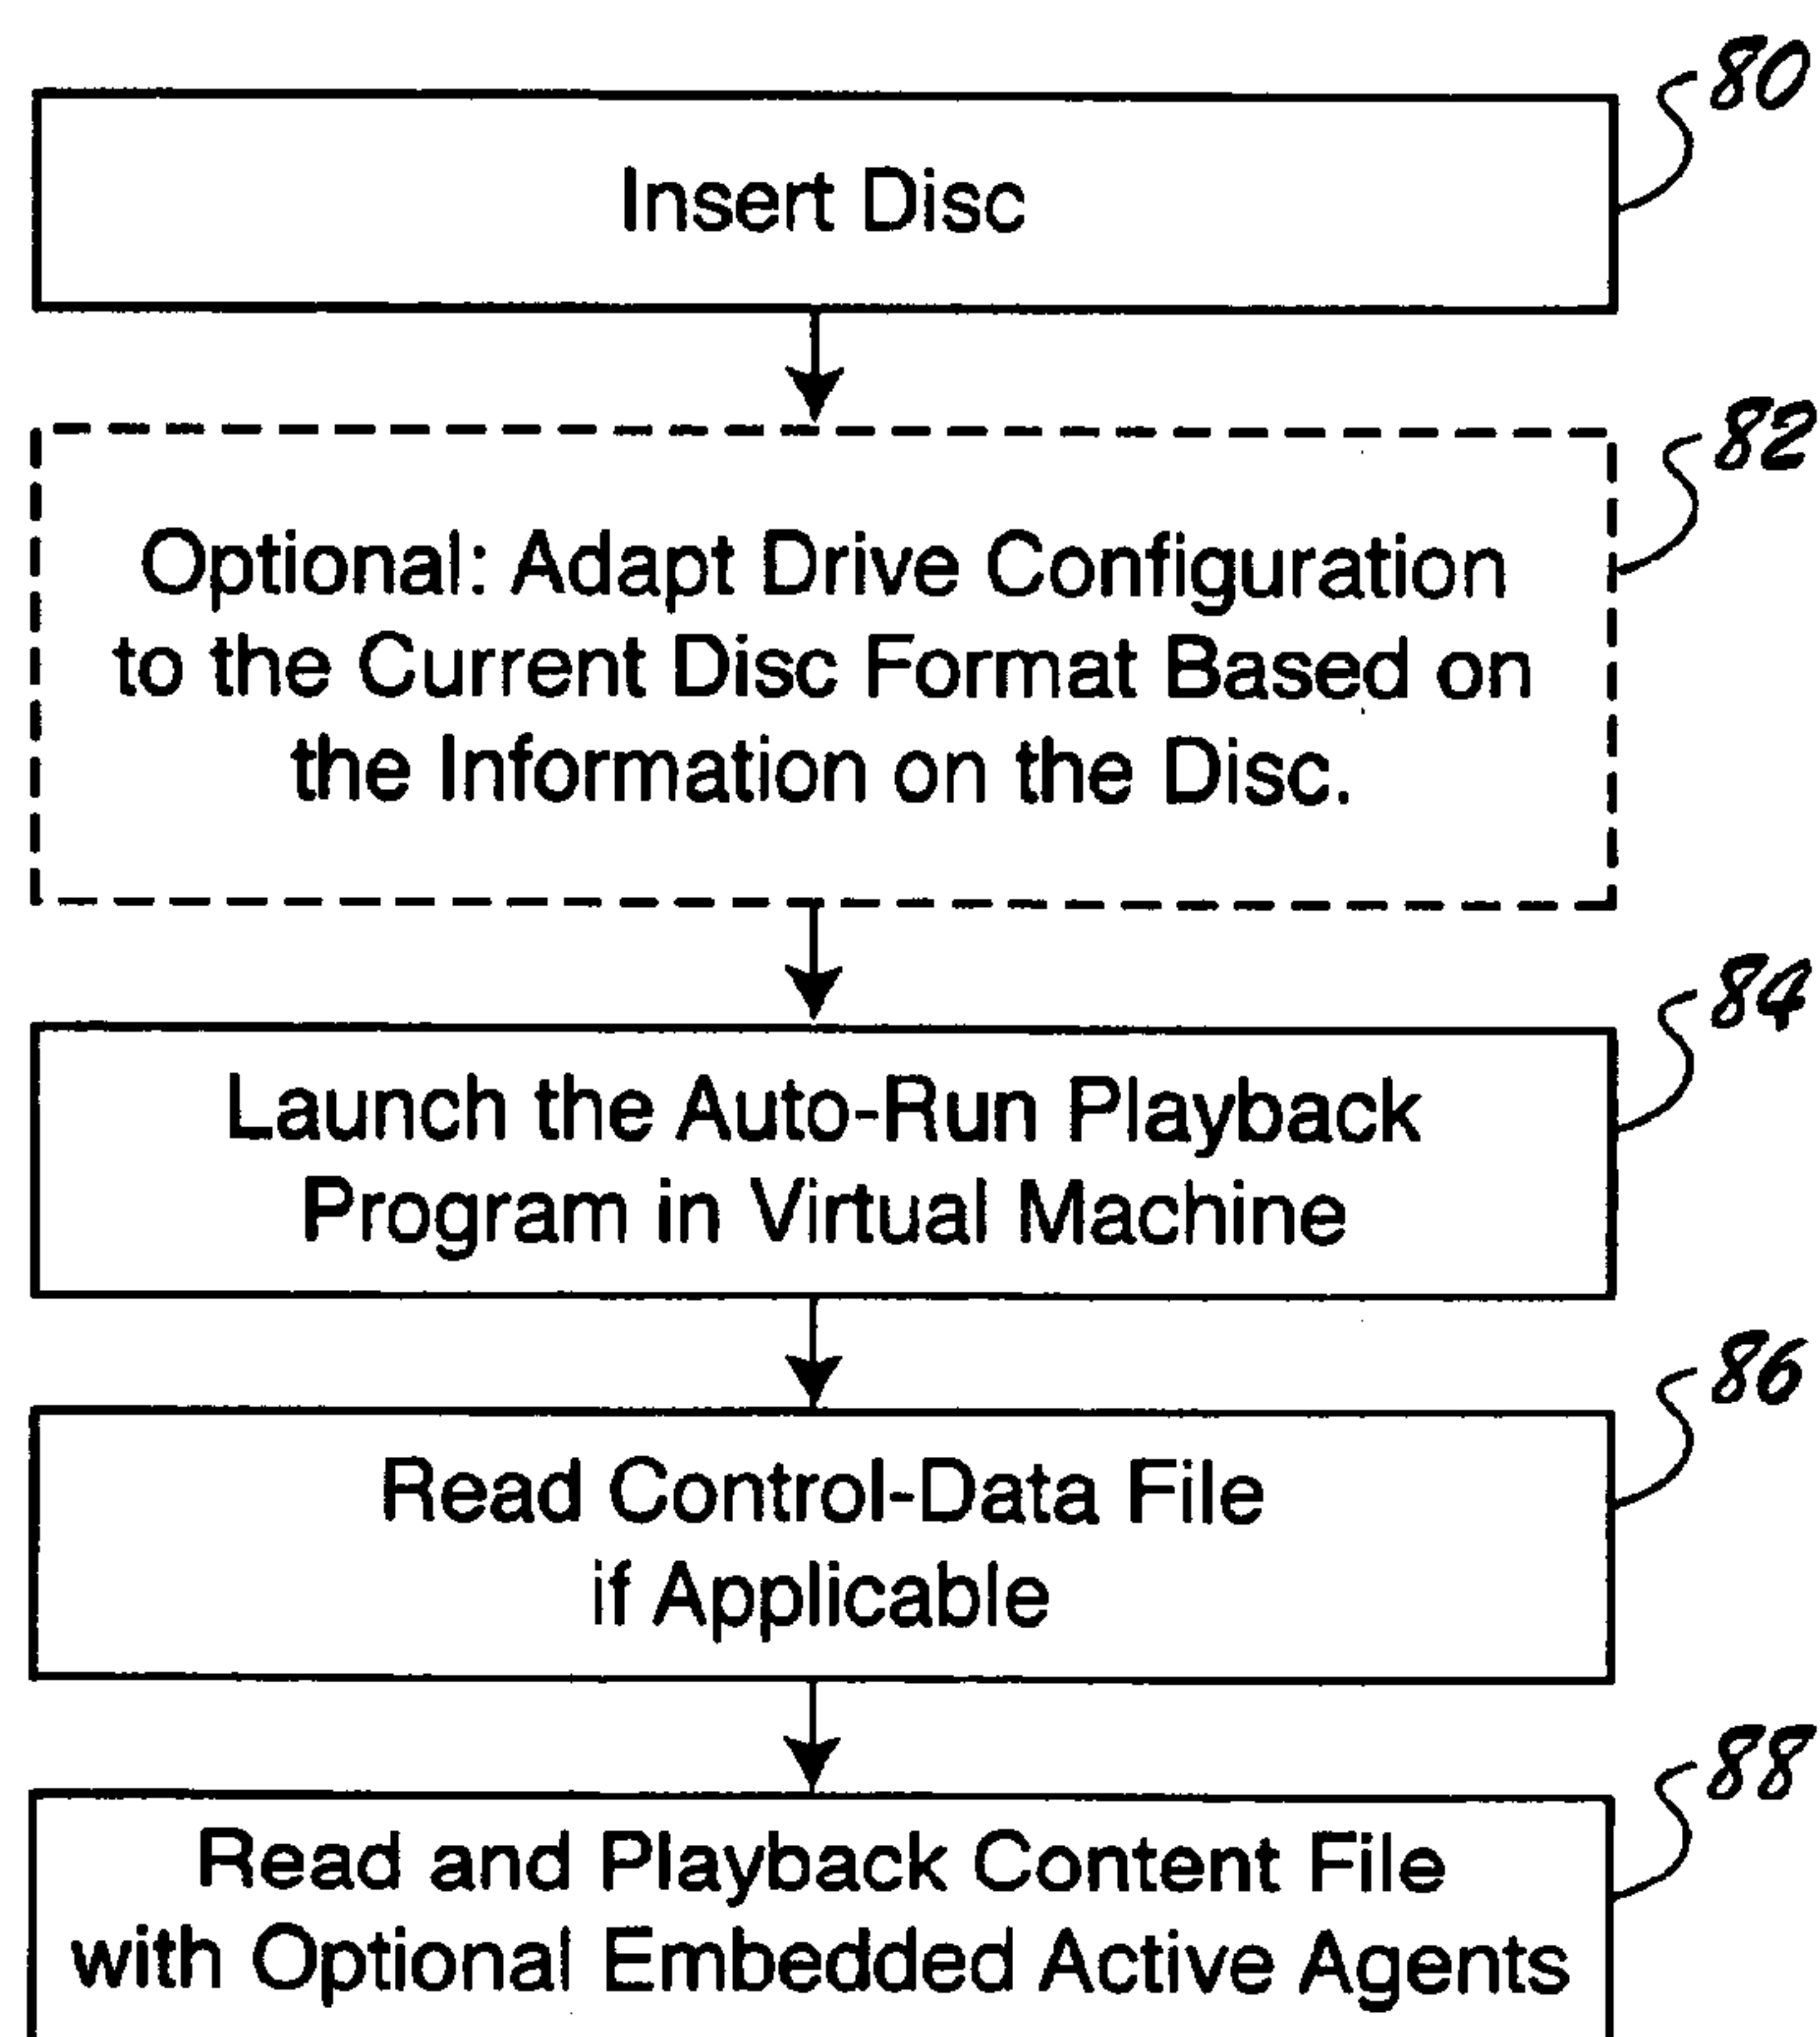 80
Insert Disc
82
Optional: Adapt Drive Configuration
to the Current Disc Format Based on
the Information on the Disc.
84
Launch the Auto-Run Playback
Program in Virtual Machine
86
Read Control-Data File
if Applicable
88
Read and Playback Content File
with Optional Embedded Active Agents